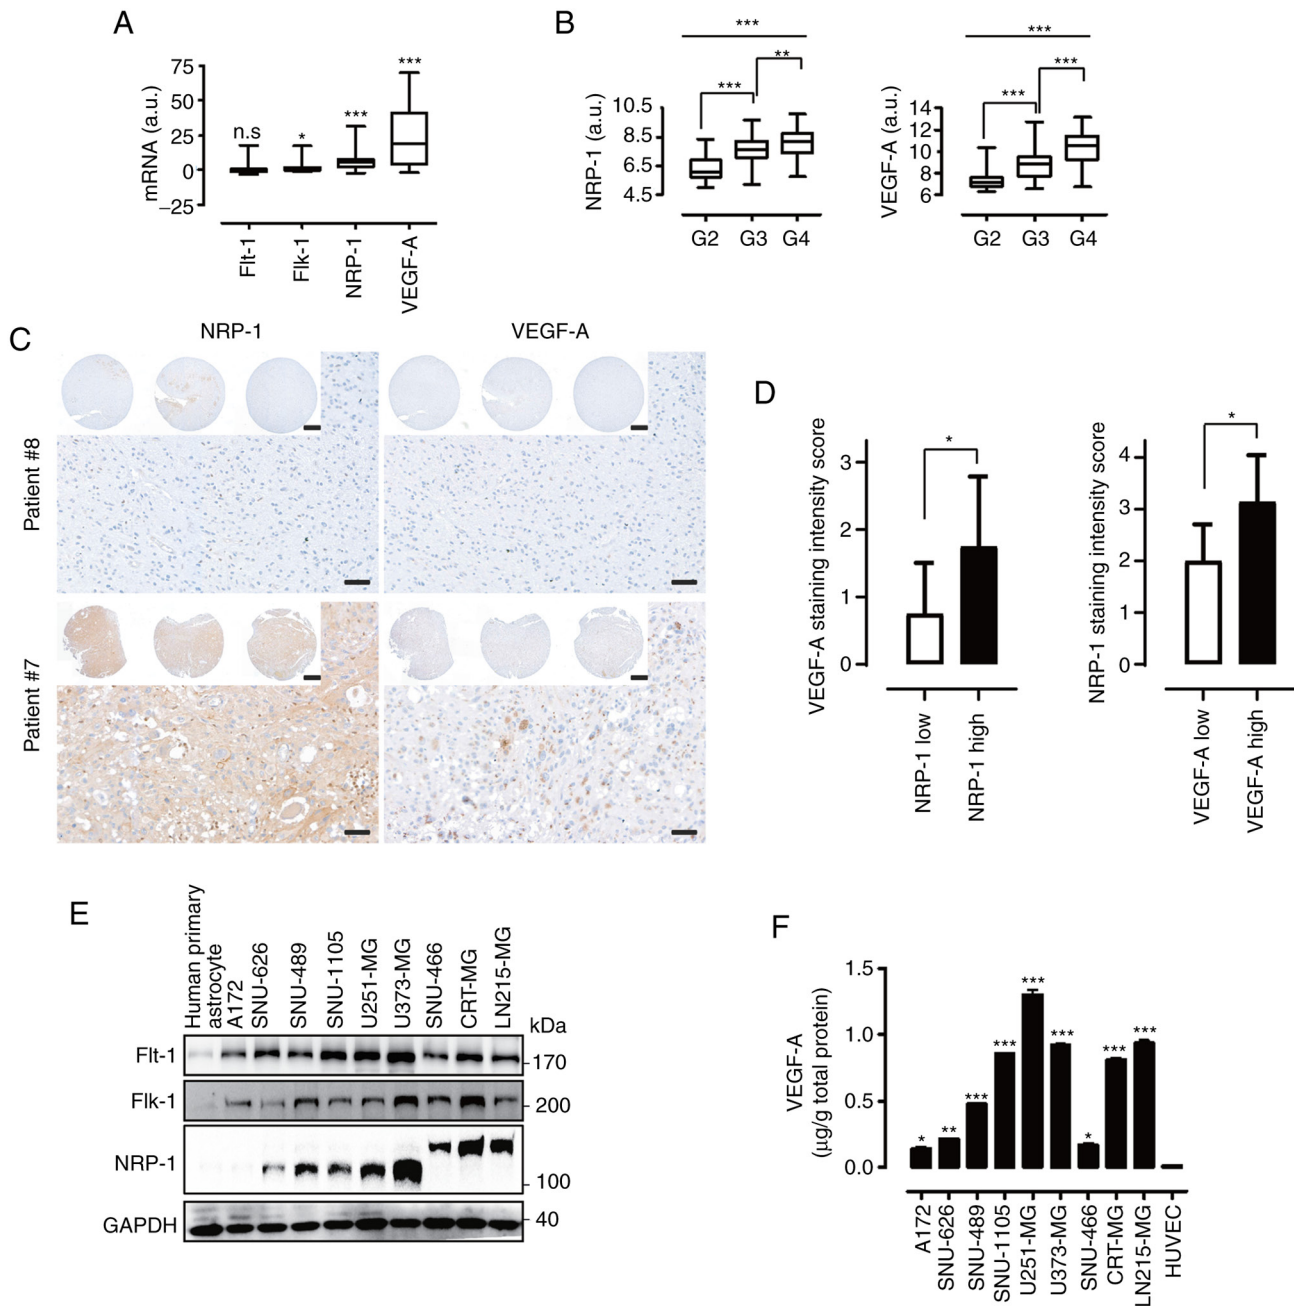 A
75
50
25
0
–25
mRNA (a.u.)
n.s
*
***
***
Flt-1
Flk-1
NRP-1
VEGF-A
B
***
***
**
10.5
8.5
6.5
4.5
NRP-1 (a.u.)
G2
G3
G4
***
***
***
14
12
10
8
6
VEGF-A (a.u.)
G2
G3
G4
C
NRP-1
VEGF-A
Patient #8
Patient #7
D
VEGF-A staining intensity score
3
2
1
0
*
NRP-1 low
NRP-1 high
NRP-1 staining intensity score
4
3
2
1
0
*
VEGF-A low
VEGF-A high
E
Human primary
astrocyte
A172
SNU-626
SNU-489
SNU-1105
U251-MG
U373-MG
SNU-466
CRT-MG
LN215-MG
kDa
Flt-1
170
Flk-1
200
NRP-1
100
GAPDH
40
F
VEGF-A
(µg/g total protein)
1.5
1.0
0.5
0.0
*
**
***
***
***
***
*
***
***
A172
SNU-626
SNU-489
SNU-1105
U251-MG
U373-MG
SNU-466
CRT-MG
LN215-MG
HUVEC